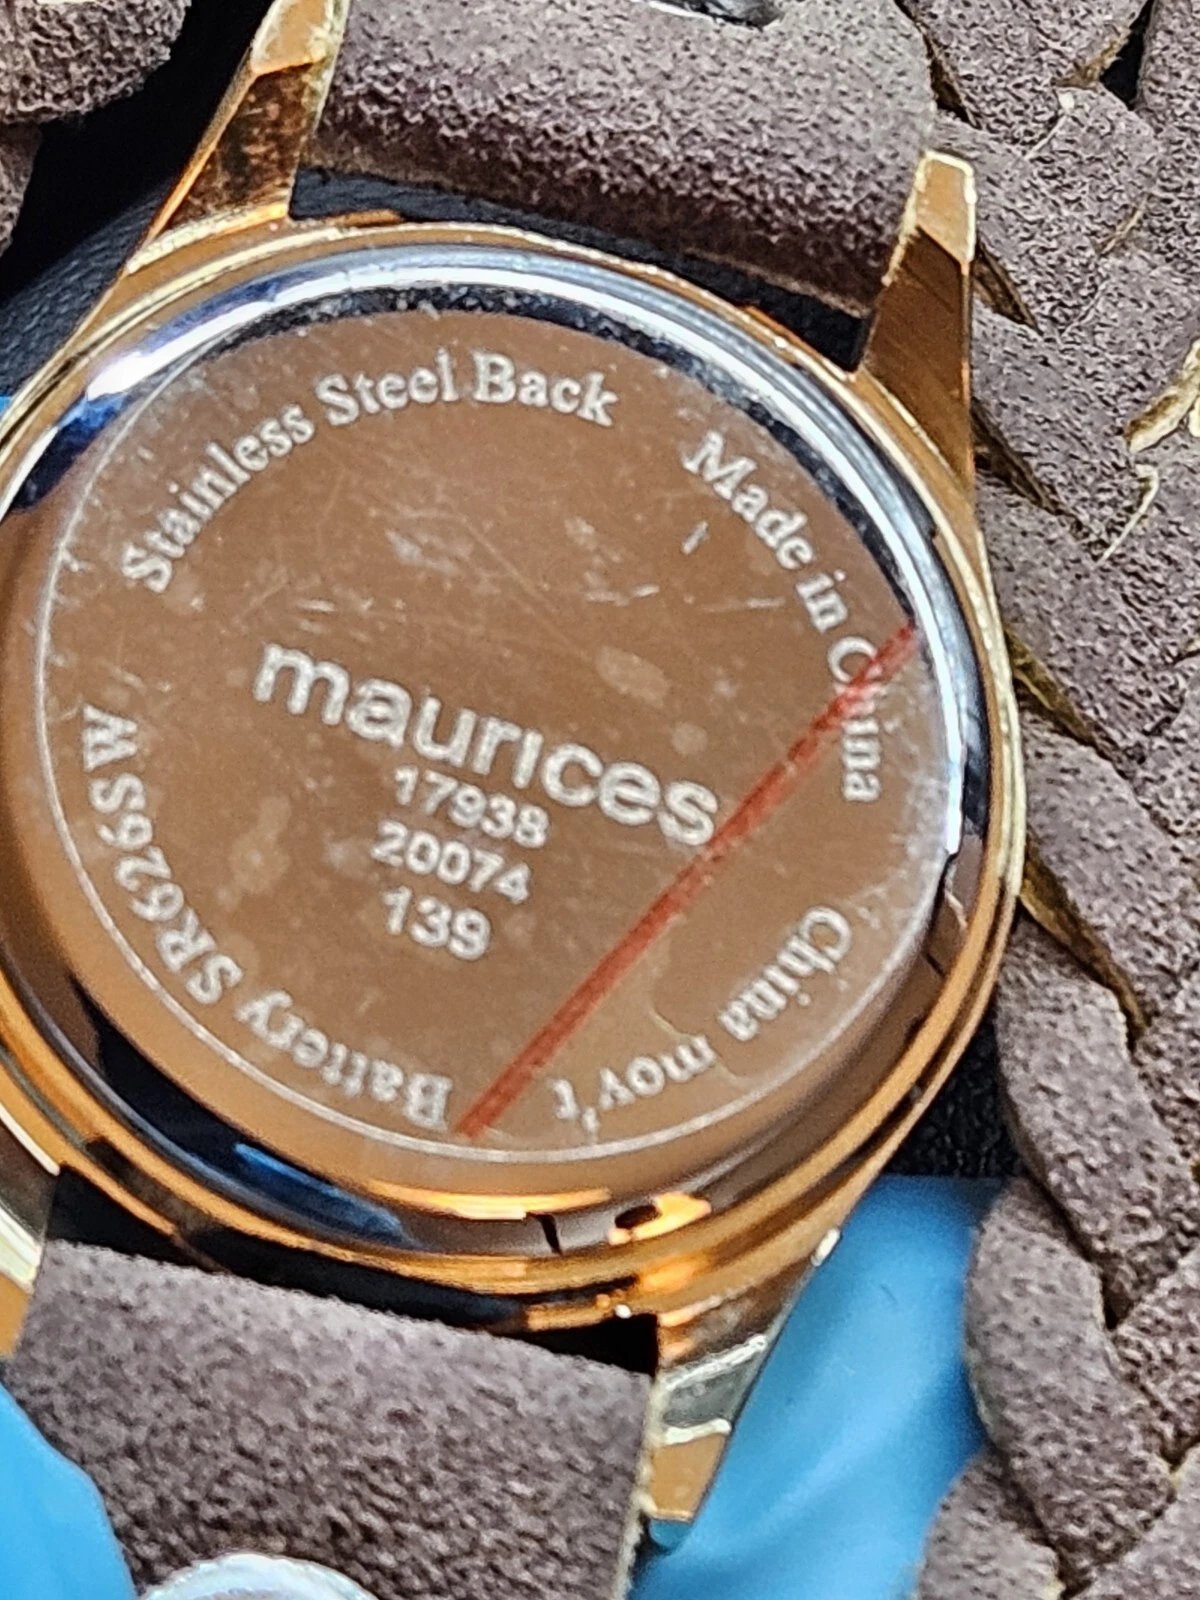 Stainless Steel Back
Made in China
maurices
17938
20074
139
China mov't
Battery SR626SW